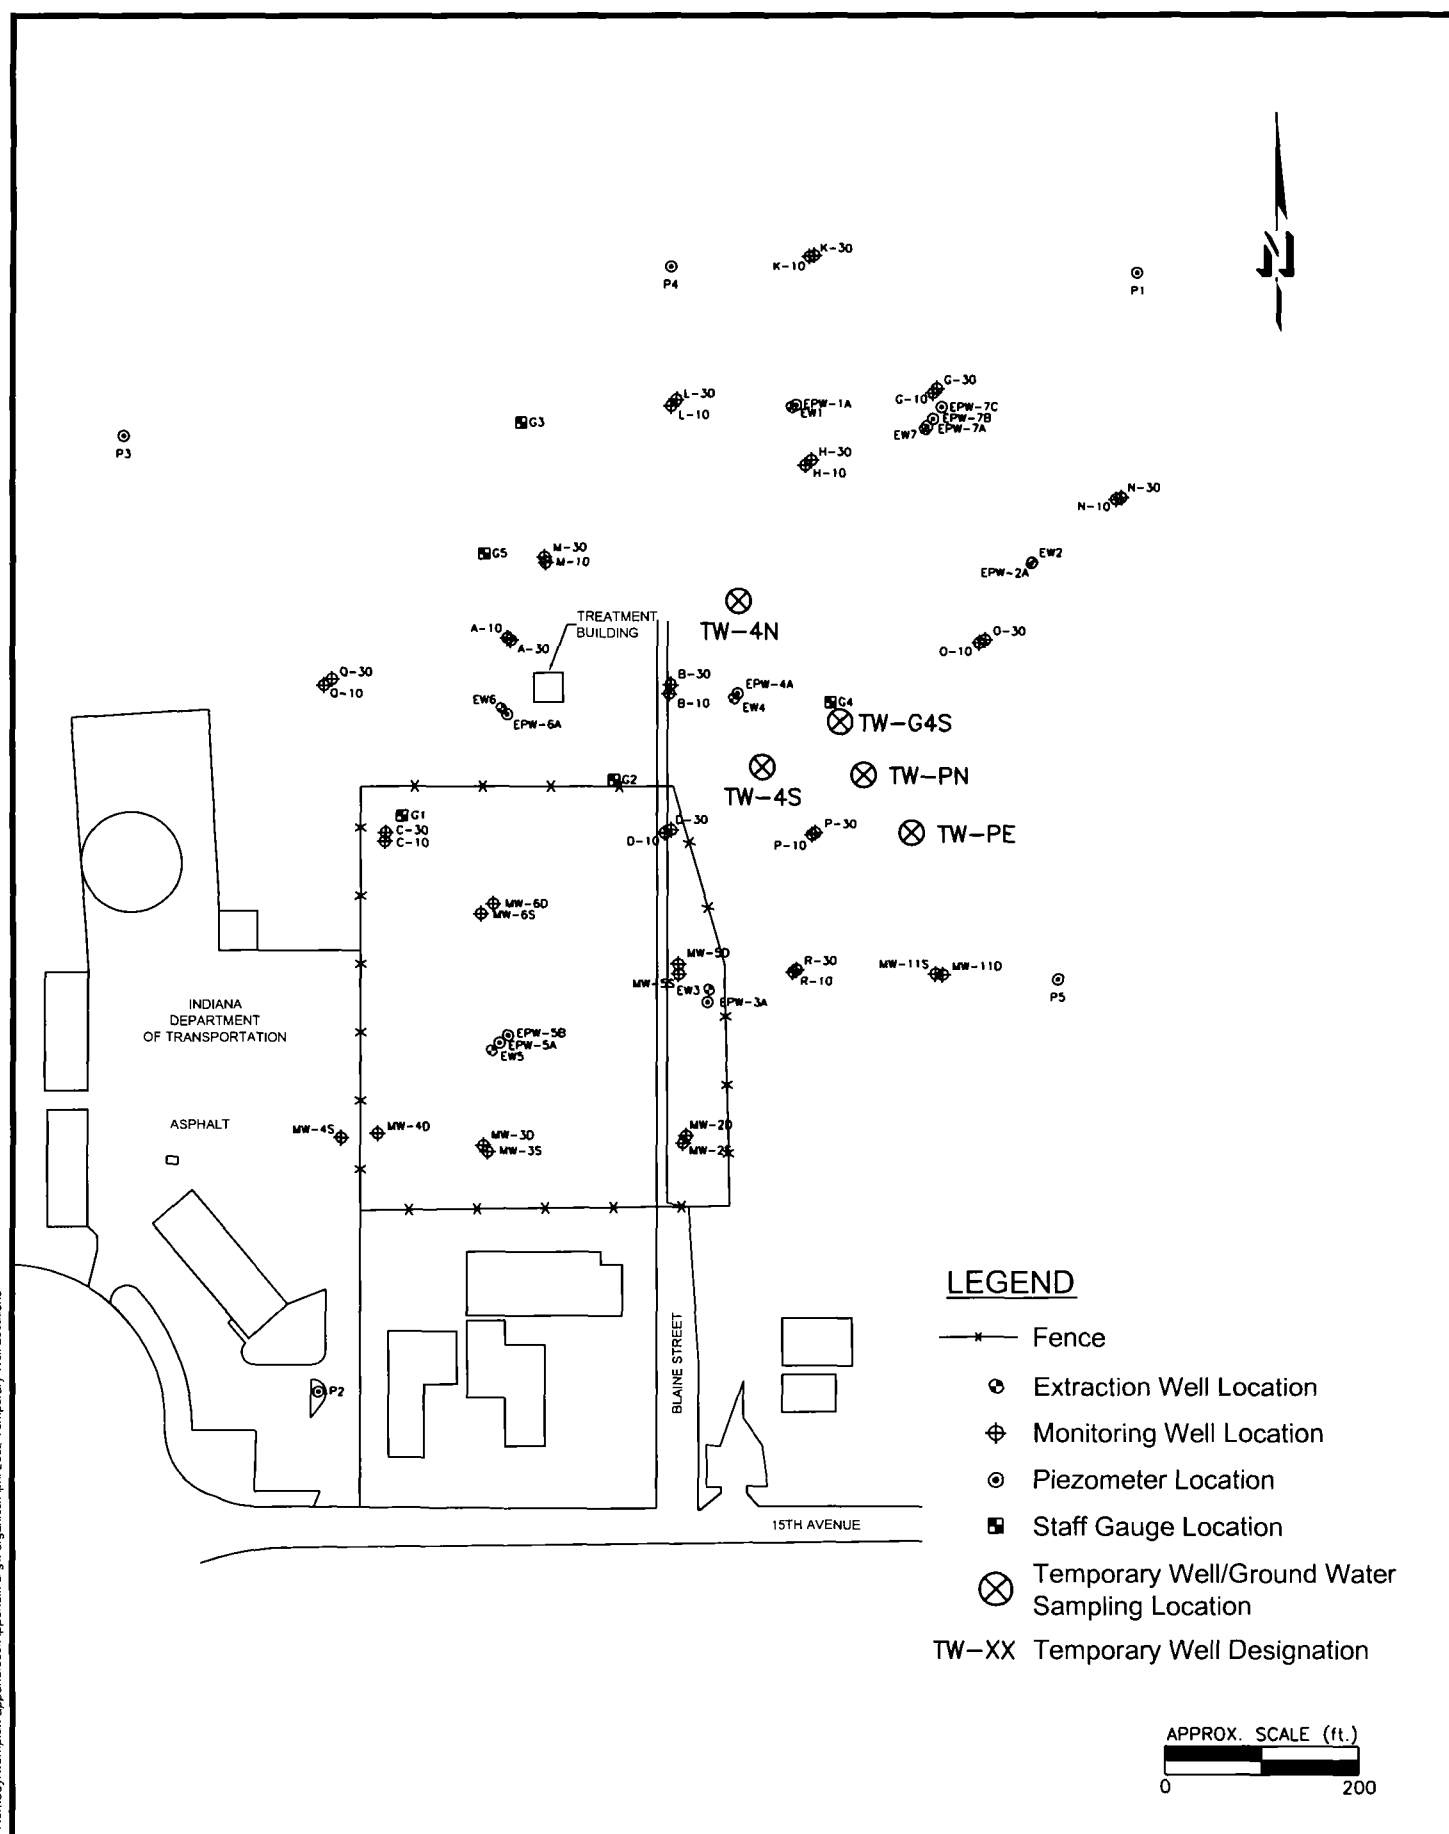 N
K-30
K-10
P4
P1
G-30
L-30
G-10
EPW-1A
EPW-7C
L-10
EW1
EPW-7B
G3
EW7
EPW-7A
P3
H-30
H-10
N-30
N-10
M-30
EW2
G5
M-10
EPW-2A
TREATMENT
BUILDING
TW-4N
A-10
A-30
O-30
O-10
Q-30
Q-10
B-30
EPW-4A
B-10
EW4
G4
EW6
EPW-6A
TW-G4S
TW-PN
G2
TW-4S
G1
C-30
C-10
D-30
D-10
P-30
P-10
TW-PE
MW-6D
MW-6S
MW-5D
MW-5S
EW3
EPW-3A
R-30
R-10
MW-11S
MW-11D
P5
INDIANA
DEPARTMENT
OF TRANSPORTATION
EPW-5B
EPW-5A
EW5
ASPHALT
MW-4S
MW-4D
MW-3D
MW-3S
MW-2D
MW-2S
P2
BLAINE STREET
15TH AVENUE
LEGEND
Fence
Extraction Well Location
Monitoring Well Location
Piezometer Location
Staff Gauge Location
Temporary Well/Ground Water
Sampling Location
TW-XX Temporary Well Designation
APPROX. SCALE (ft.)
0 200